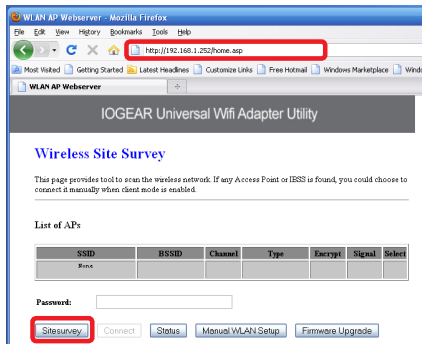 WLAN AP Webserver - Mozilla Firefox
File Edit View History Bookmarks Tools Help
http://192.168.1.252/home.asp
Most Visited Getting Started Latest Headlines Customize Links Free Hotmail Windows Marketplace Windo
WLAN AP Webserver
IOGEAR Universal Wifi Adapter Utility
Wireless Site Survey
This page provides tool to scan the wireless network. If any Access Point or IBSS is found, you could choose to
connect it manually when client mode is enabled.
List of APs
SSID BSSID Channel Type Encrypt Signal Select
None
Password:
Sitesurvey Connect Status Manual WLAN Setup Firmware Upgrade